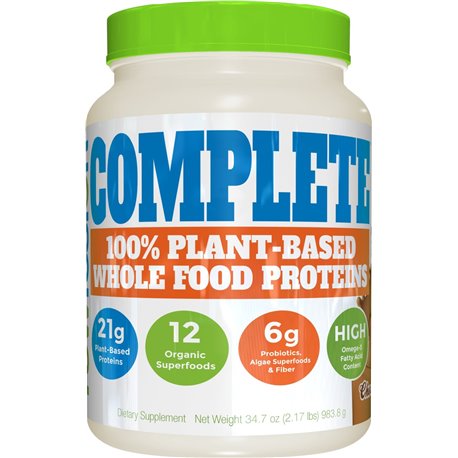 COMPLETE
100% PLANT-BASED
WHOLE FOOD PROTEINS
21g
Plant-Based
Proteins
12
Organic
Superfoods
6g
Probiotics,
Algae Superfoods
& Fiber
HIGH
Omega-3
Fatty Acid
Content
Dietary Supplement Net Weight 34.7 oz (2.17 lbs) 983.8 g